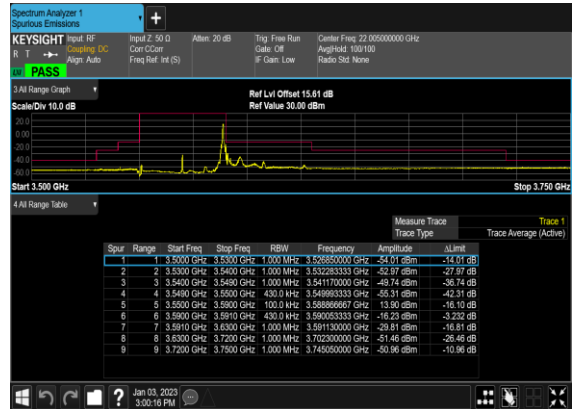 Spectrum Analyzer 1
Spurious Emissions
+
KEYSIGHT Input: RF Input Z: 50 Ω Atten: 20 dB Trig: Free Run Center Freq: 22.005000000 GHz
R T Coupling: DC Corr CCorr Gate: Off Avg|Hold: 100/100
Align: Auto Freq Ref: Int (S) IF Gain: Low Radio Std: None
LW PASS
3 All Range Graph Ref Lvl Offset 15.61 dB
Scale/Div 10.0 dB Ref Value 30.00 dBm
20.0
0.00
-20.0
-40.0
-60.0
Start 3.500 GHz Stop 3.750 GHz
4 All Range Table
Measure Trace Trace 1
Trace Type Trace Average (Active)
Spur Range Start Freq Stop Freq RBW Frequency Amplitude ΔLimit
1 1 3.5000 GHz 3.5300 GHz 1.000 MHz 3.526850000 GHz -54.01 dBm -14.01 dB
2 2 3.5300 GHz 3.5400 GHz 1.000 MHz 3.532283333 GHz -52.97 dBm -27.97 dB
3 3 3.5400 GHz 3.5490 GHz 1.000 MHz 3.541170000 GHz -49.74 dBm -36.74 dB
4 4 3.5490 GHz 3.5500 GHz 430.0 kHz 3.549993333 GHz -55.31 dBm -42.31 dB
5 5 3.5500 GHz 3.5900 GHz 100.0 kHz 3.588866667 GHz 13.90 dBm -16.10 dB
6 6 3.5900 GHz 3.5910 GHz 430.0 kHz 3.590053333 GHz -16.23 dBm -3.232 dB
7 7 3.5910 GHz 3.6300 GHz 1.000 MHz 3.591130000 GHz -29.81 dBm -16.81 dB
8 8 3.6300 GHz 3.7200 GHz 1.000 MHz 3.702300000 GHz -51.46 dBm -26.46 dB
9 9 3.7200 GHz 3.7500 GHz 1.000 MHz 3.745050000 GHz -50.96 dBm -10.96 dB
? Jan 03, 2023
3:00:16 PM